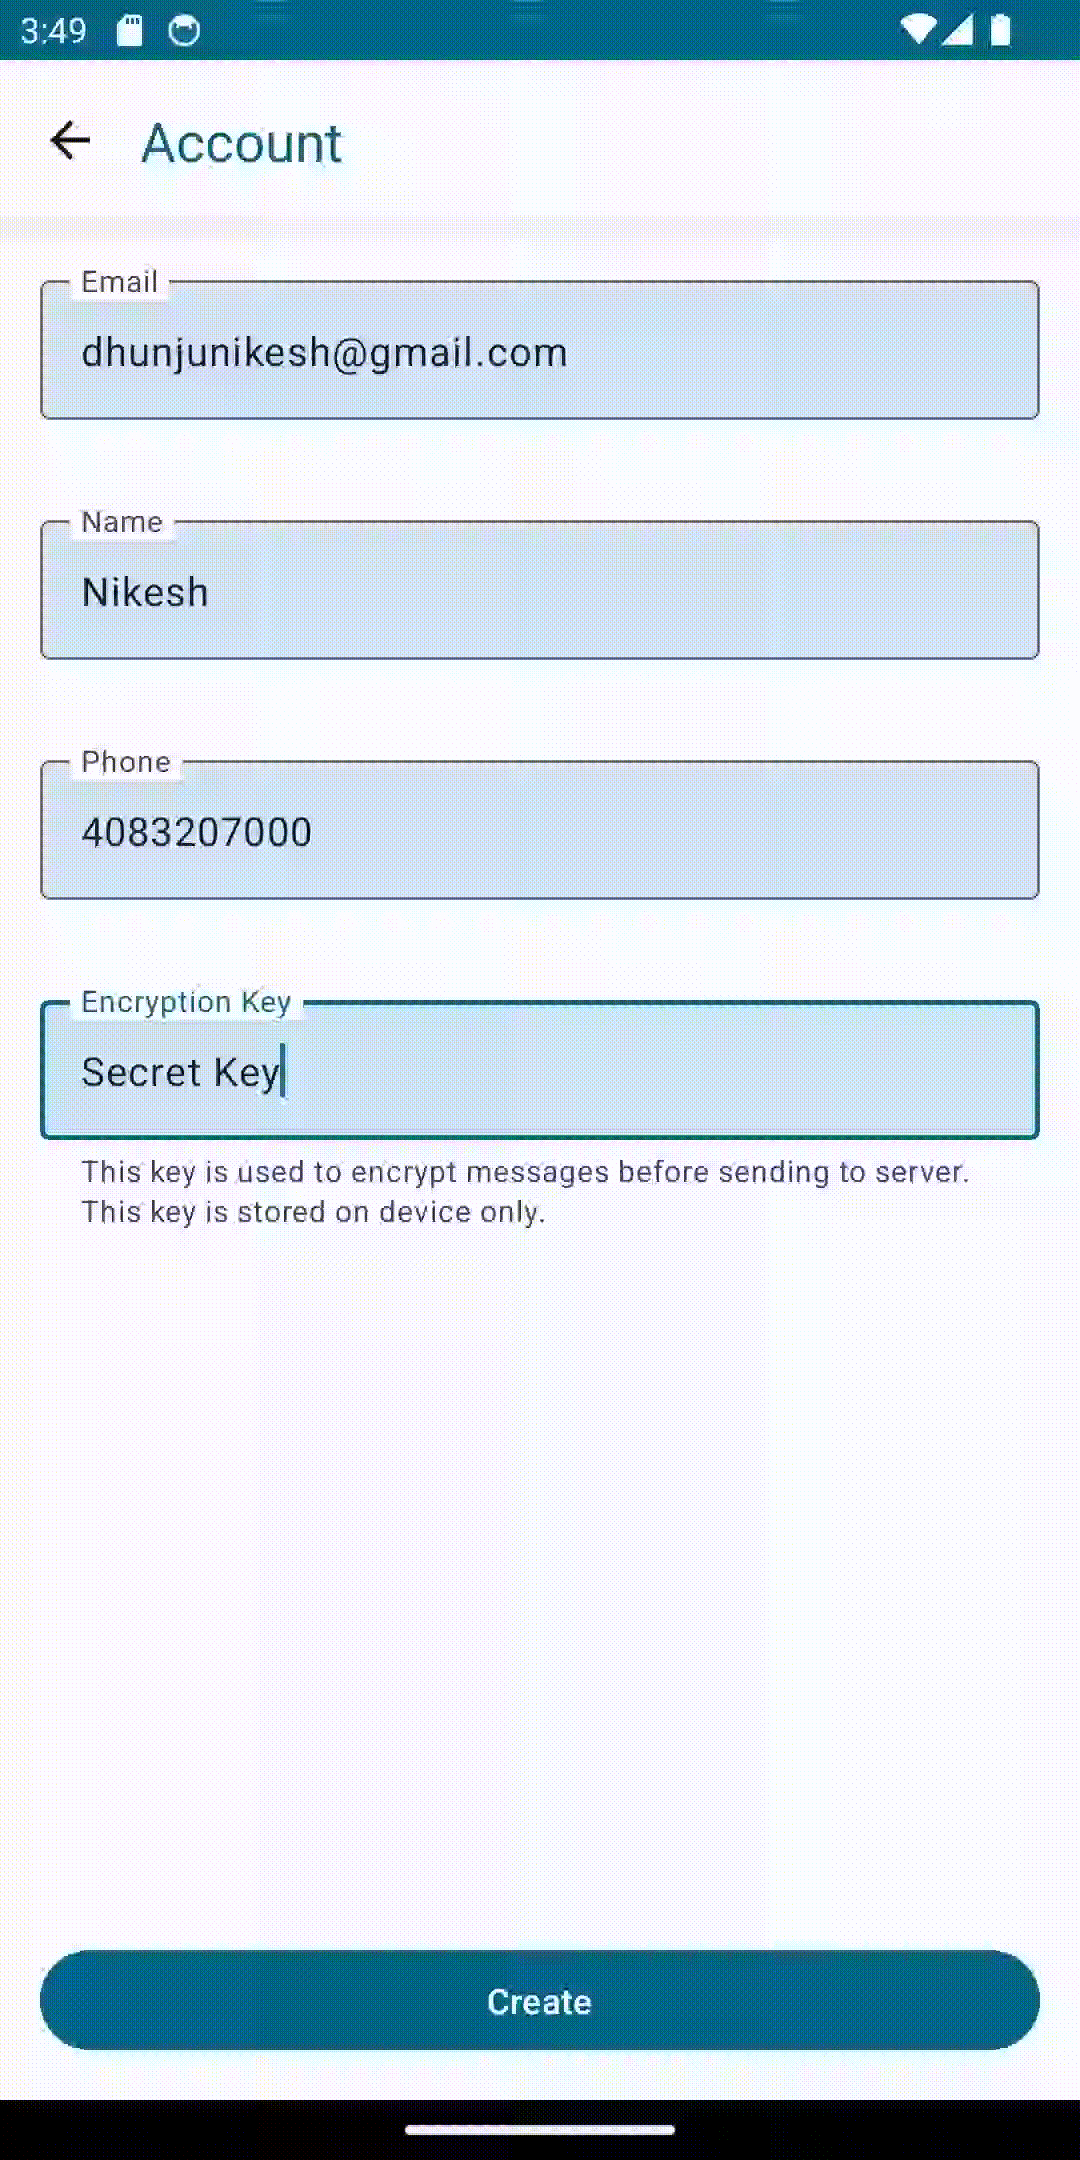 3:49
Account
Email
dhunjunikesh@gmail.com
Name
Nikesh
Phone
4083207000
Encryption Key
Secret Key
This key is used to encrypt messages before sending to server.
This key is stored on device only.
Create